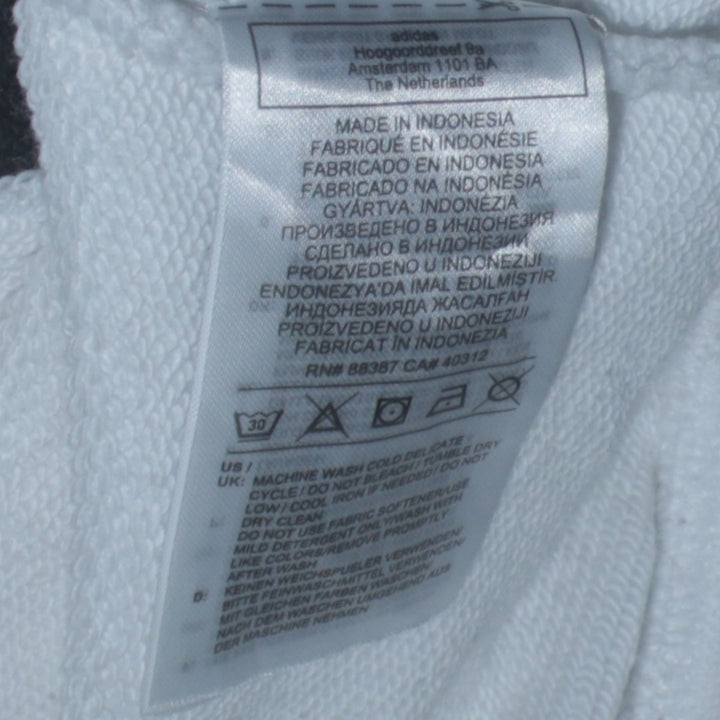 adidas
Hoogoorddreef 9a
Amsterdam 1101 BA
The Netherlands
MADE IN INDONESIA
FABRIQUÉ EN INDONÉSIE
FABRICADO EN INDONESIA
FABRICADO NA INDONÉSIA
GYÁRTVA: INDONÉZIA
ПРОИЗВЕДЕНО В ИНДОНЕЗИЯ
СДЕЛАНО В ИНДОНЕЗИИ
PROIZVEDENO U INDONEZIJI
ENDONEZYA'DA IMAL EDILMİSTİR
ИНДОНЕЗИЯДА ЖАСАЛҒАН
PROIZVEDENO U INDONEZIJI
FABRICAT ÎN INDONEZIA
RN# 88387 CA# 40312
30
US /
UK: MACHINE WASH COLD DELICATE
CYCLE / DO NOT BLEACH / TUMBLE DRY
LOW / COOL IRON IF NEEDED / DO NOT
DRY CLEAN
DO NOT USE FABRIC SOFTENER/USE
MILD DETERGENT ONLY/WASH WITH
LIKE COLORS/REMOVE PROMPTLY
AFTER WASH
D: KEINEN WEICHSPUELER VERWENDEN/
BITTE FEINWASCHMITTEL VERWENDEN/
MIT GLEICHEN FARBEN WASCHEN/
NACH DEM WASCHEN UMGEHEND AUS
DER MASCHINE NEHMEN